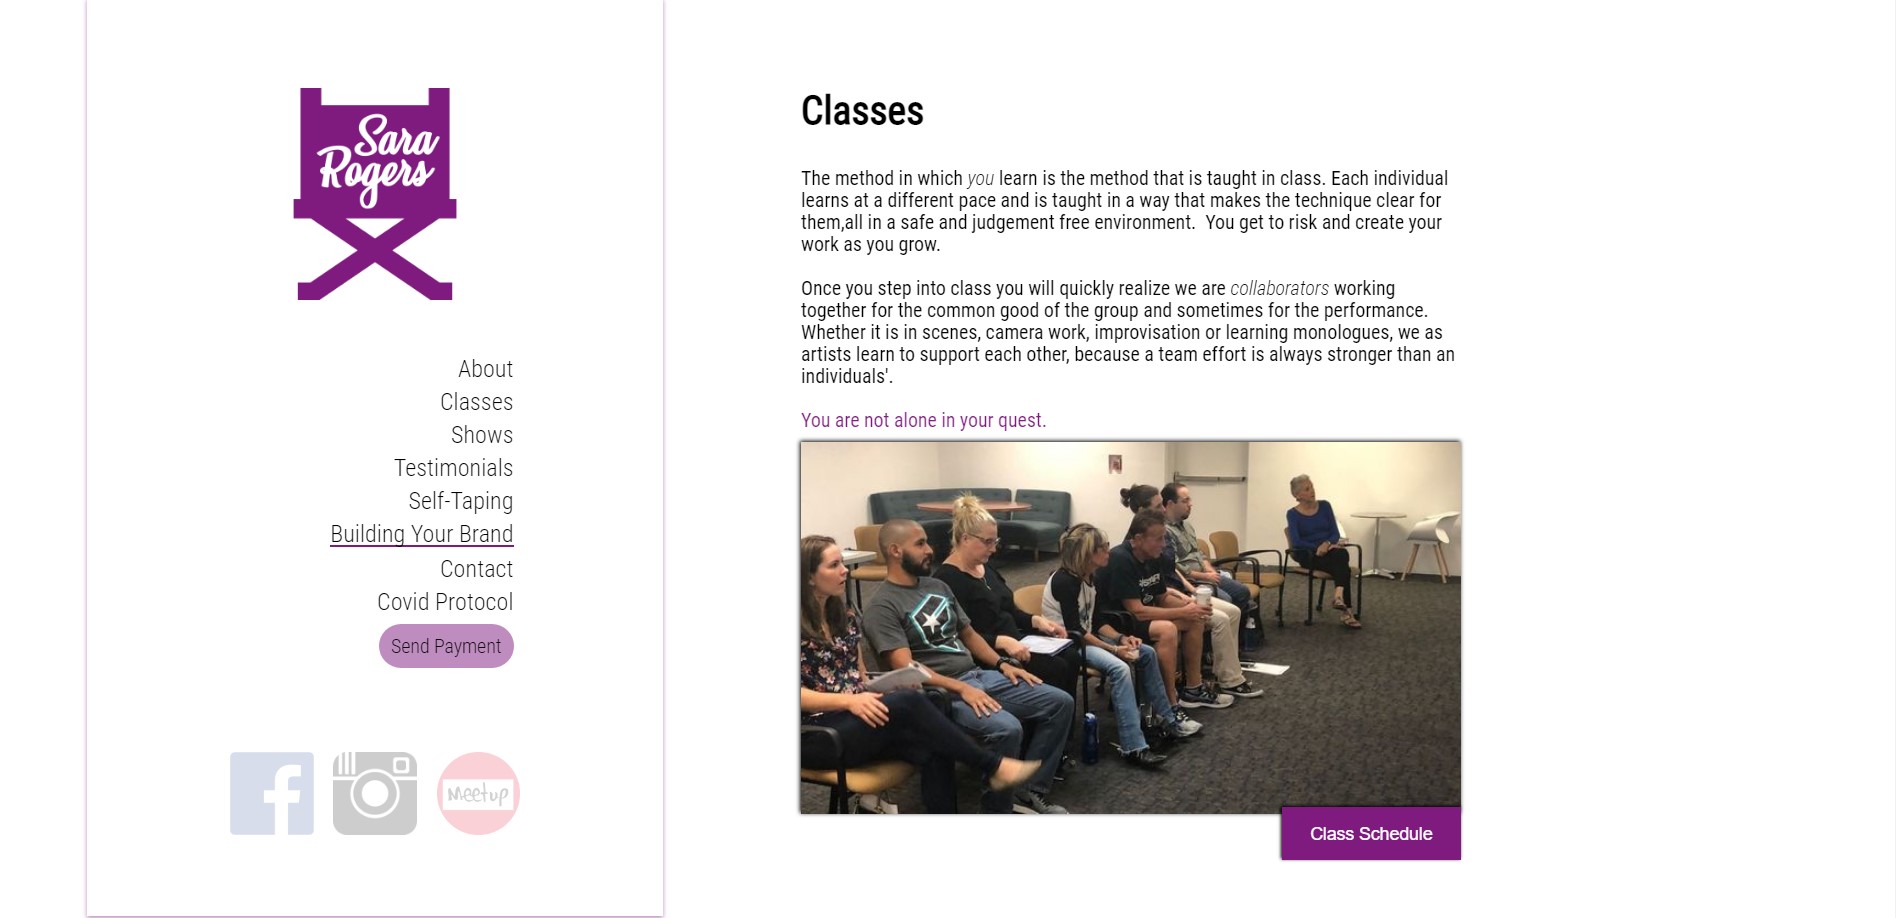 Sara
Rogers
About
Classes
Shows
Testimonials
Self-Taping
Building Your Brand
Contact
Covid Protocol
Send Payment
Meetup
Classes
The method in which you learn is the method that is taught in class. Each individual
learns at a different pace and is taught in a way that makes the technique clear for
them,all in a safe and judgement free environment.  You get to risk and create your
work as you grow.
Once you step into class you will quickly realize we are collaborators working
together for the common good of the group and sometimes for the performance.
Whether it is in scenes, camera work, improvisation or learning monologues, we as
artists learn to support each other, because a team effort is always stronger than an
individuals'.
You are not alone in your quest.
Class Schedule